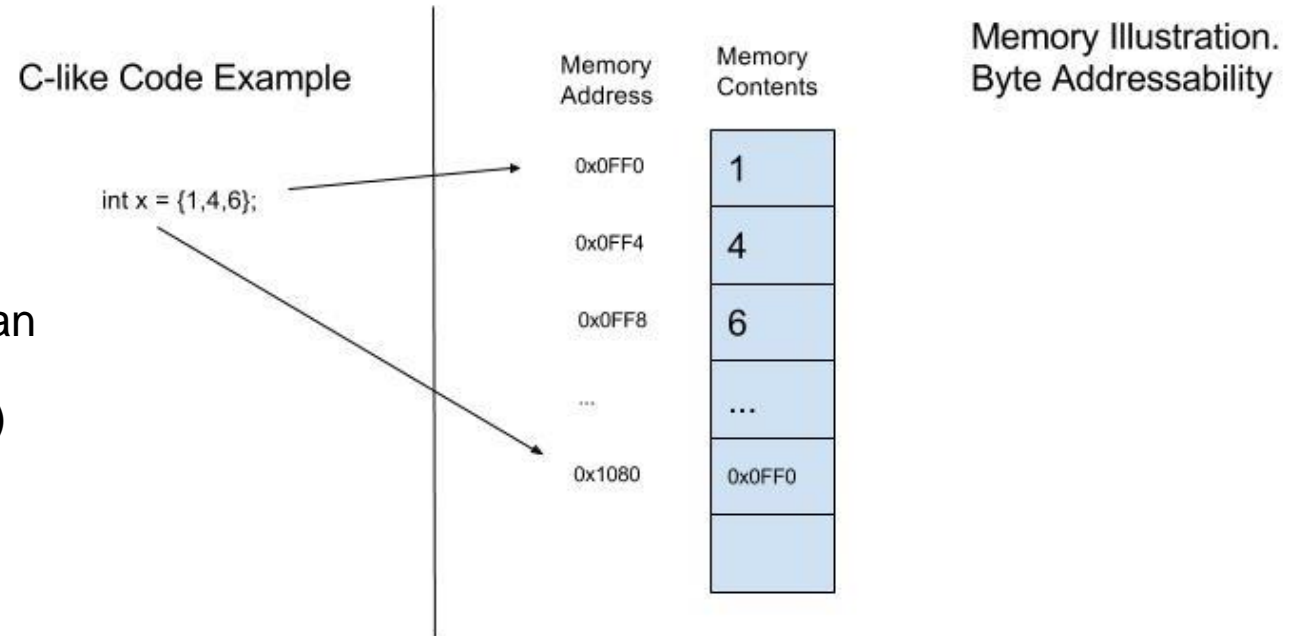 C-like Code Example
int x = {1,4,6};
an
)
Memory
Address
0x0FF0
0x0FF4
0x0FF8
...
0x1080
Memory
Contents
1
4
6
...
0x0FF0
Memory Illustration.
Byte Addressability